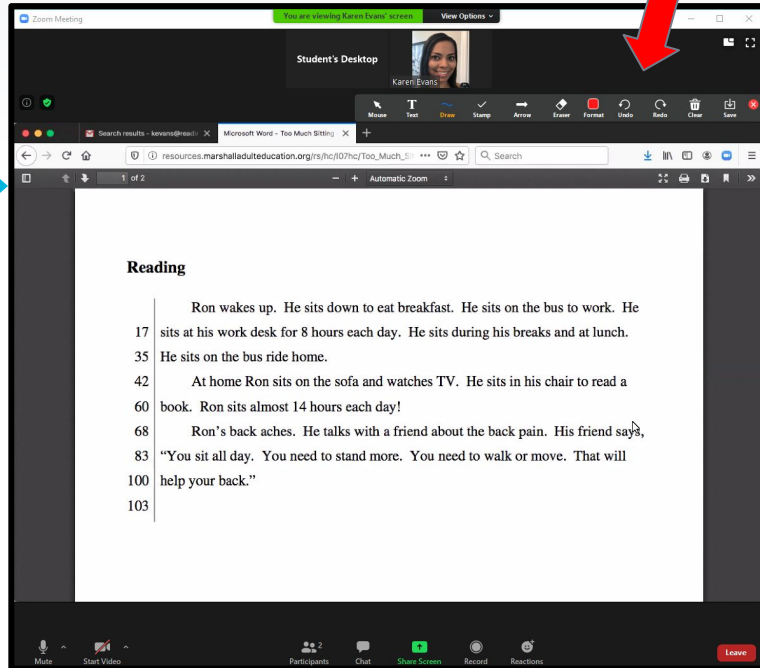 Zoom Meeting
You are viewing Karen Evans' screen View Options
Student's Desktop
Karen Evans
Mouse Text Draw Stamp Arrow Eraser Format Undo Redo Clear Save
Search results - kevans@readi Microsoft Word - Too Much Sitting
resources.marshalladulteducation.org/rs/hc/l07hc/Too_Much_S Search
1 of 2 Automatic Zoom
Reading
Ron wakes up. He sits down to eat breakfast. He sits on the bus to work. He
17 sits at his work desk for 8 hours each day. He sits during his breaks and at lunch.
35 He sits on the bus ride home.
42 At home Ron sits on the sofa and watches TV. He sits in his chair to read a
60 book. Ron sits almost 14 hours each day!
68 Ron's back aches. He talks with a friend about the back pain. His friend says,
83 “You sit all day. You need to stand more. You need to walk or move. That will
100 help your back.”
103
Mute Start Video Participants 2 Chat Share Screen Record Reactions Leave